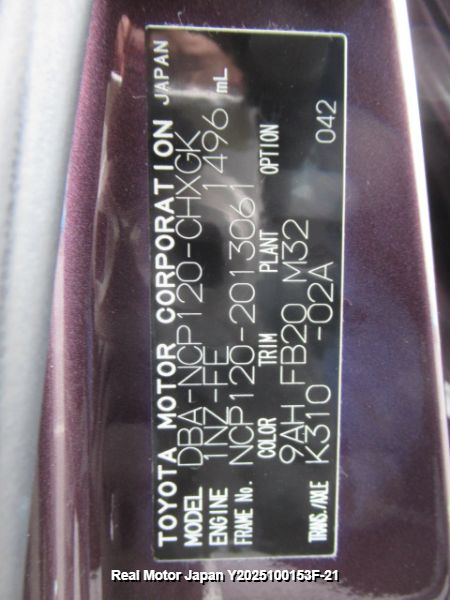 TOYOTA MOTOR CORPORATION JAPAN
MODEL DBA-NCP120-CHXGK
ENGINE 1NZ-FE 1496 mL
FRAME No. NCP120-2013061
COLOR TRIM PLANT OPTION
9AH FB20 M32 042
TRANS./AXLE K310 -02A
Real Motor Japan Y2025100153F-21